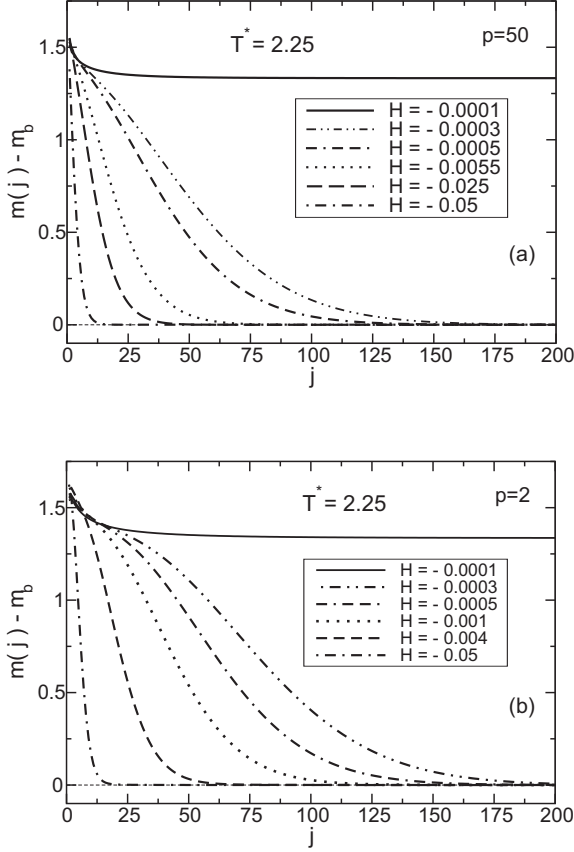 T* = 2.25
p=50
1.5
1
0.5
0
m( j ) - m_b
H = - 0.0001
H = - 0.0003
H = - 0.0005
H = - 0.0055
H = - 0.025
H = - 0.05
(a)
0 25 50 75 100 125 150 175 200
j
T* = 2.25
p=2
1.5
1
0.5
0
m( j ) - m_b
H = - 0.0001
H = - 0.0003
H = - 0.0005
H = - 0.001
H = - 0.004
H = - 0.05
(b)
0 25 50 75 100 125 150 175 200
j